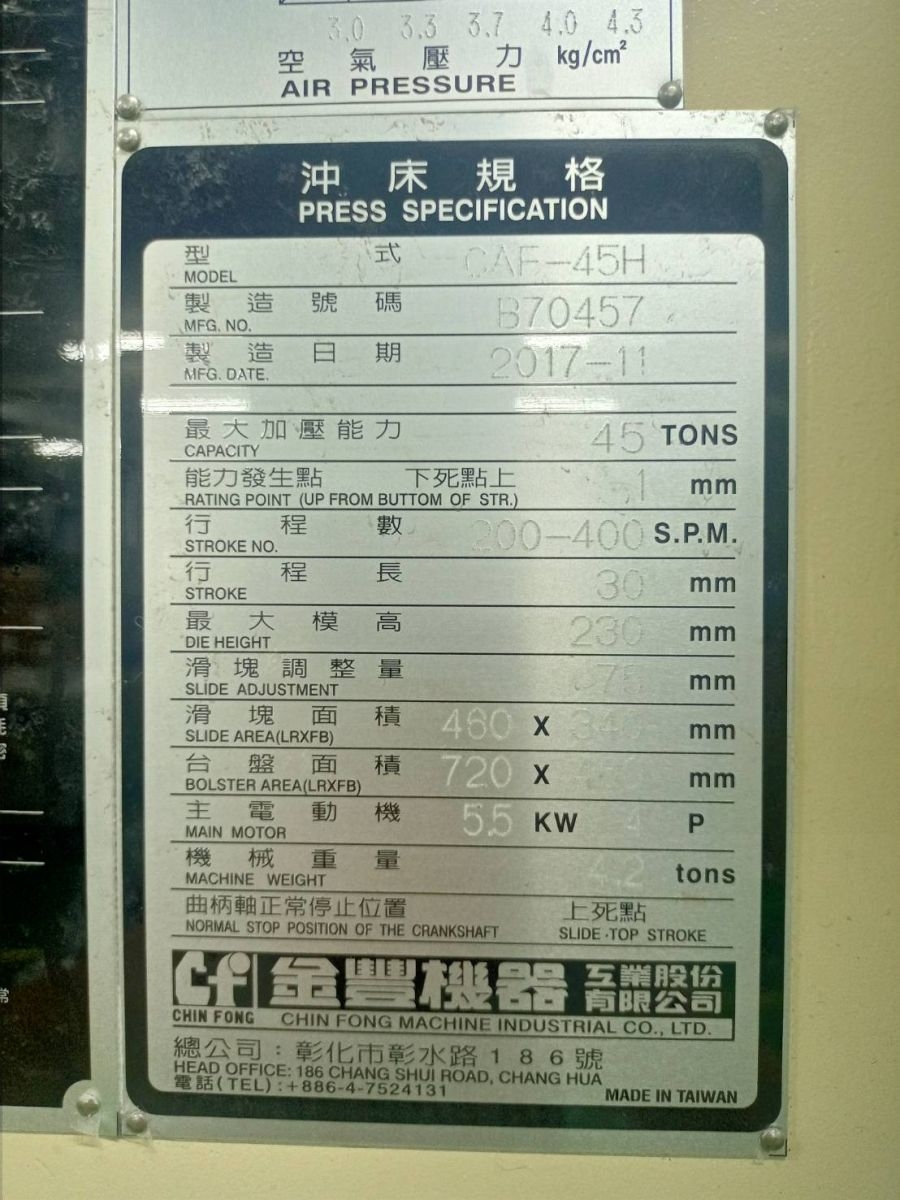 3.0 3.3 3.7 4.0 4.3
空氣壓力 kg/cm²
AIR PRESSURE
沖床規格
PRESS SPECIFICATION
型式 CAF-45H
MODEL
製造號碼 B70457
MFG. NO.
製造日期 2017-11
MFG. DATE.
最大加壓能力 45 TONS
CAPACITY
能力發生點 下死點上 1 mm
RATING POINT (UP FROM BUTTOM OF STR.)
行程數 200-400 S.P.M.
STROKE NO.
行程長 30 mm
STROKE
最大模高 230 mm
DIE HEIGHT
滑塊調整量 mm
SLIDE ADJUSTMENT
滑塊面積 460 X mm
SLIDE AREA(LRXFB)
台盤面積 720 X mm
BOLSTER AREA(LRXFB)
主電動機 5.5 KW 4 P
MAIN MOTOR
機械重量 4.2 tons
MACHINE WEIGHT
曲柄軸正常停止位置 上死點
NORMAL STOP POSITION OF THE CRANKSHAFT SLIDE·TOP STROKE
金豐機器 工業股份有限公司
CHIN FONG CHIN FONG MACHINE INDUSTRIAL CO., LTD.
總公司：彰化市彰水路186號
HEAD OFFICE: 186 CHANG SHUI ROAD, CHANG HUA
電話(TEL):+886-4-7524131
MADE IN TAIWAN